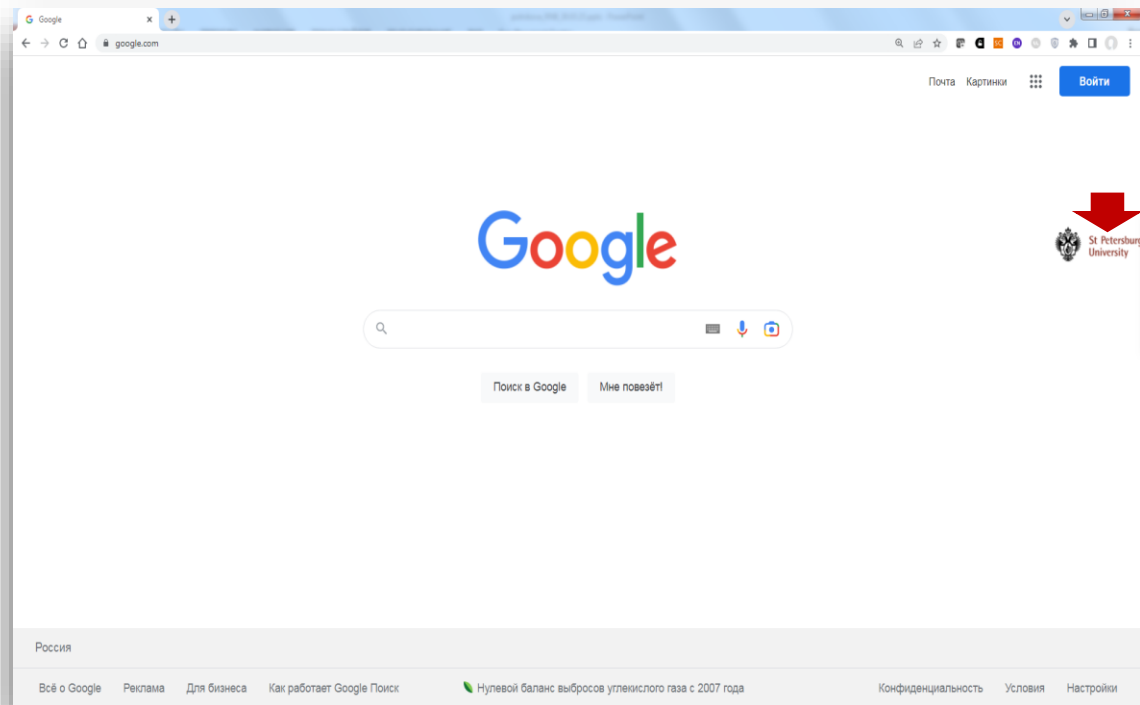 Google
google.com
Почта Картинки Войти
Google
St Petersburg
University
Поиск в Google Мне повезёт!
Россия
Всё о Google Реклама Для бизнеса Как работает Google Поиск Нулевой баланс выбросов углекислого газа с 2007 года Конфиденциальность Условия Настройки